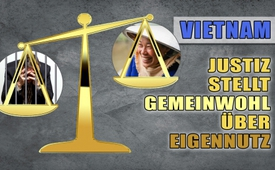 VIETNAM
JUSTIZ
STELLT
GEMEINWOHL
ÜBER
EIGENNUTZ